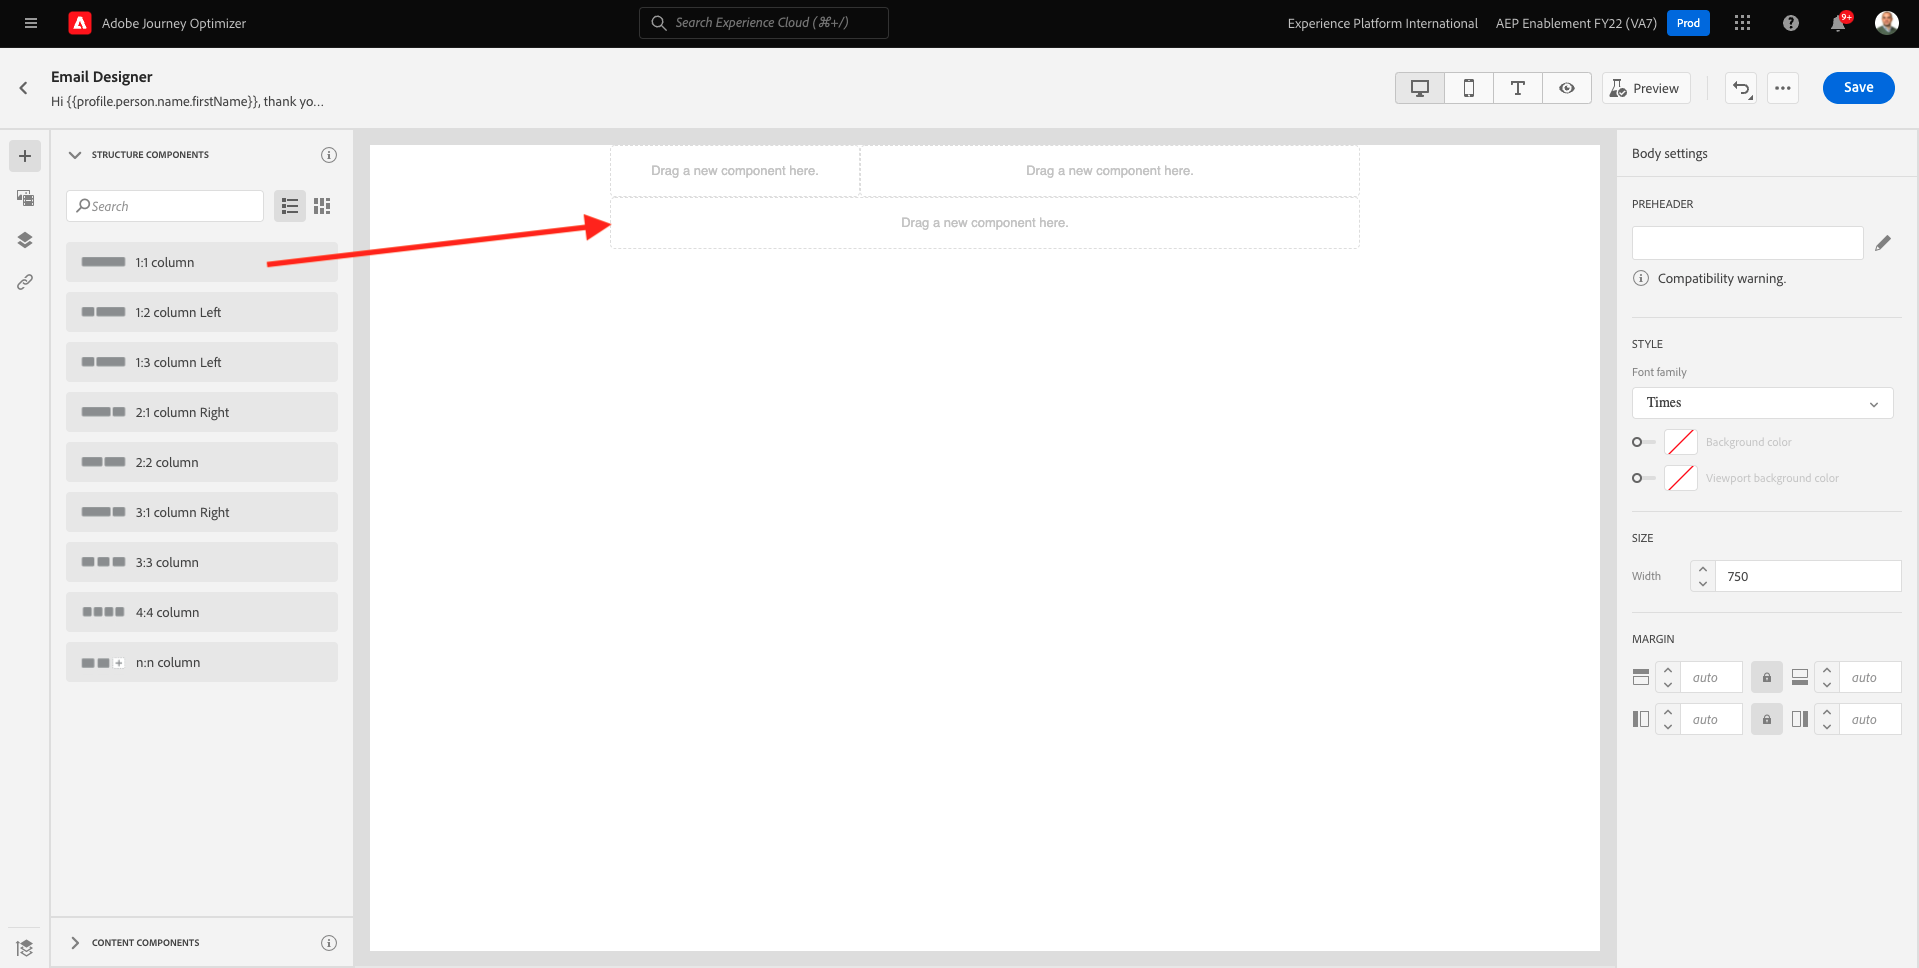 Adobe Journey Optimizer
Search Experience Cloud (⌘+/)
Experience Platform International
AEP Enablement FY22 (VA7)
Prod
9+
Email Designer
Hi {{profile.person.name.firstName}}, thank yo...
Preview
Save
STRUCTURE COMPONENTS
Search
1:1 column
1:2 column Left
1:3 column Left
2:1 column Right
2:2 column
3:1 column Right
3:3 column
4:4 column
n:n column
CONTENT COMPONENTS
Drag a new component here.
Drag a new component here.
Drag a new component here.
Body settings
PREHEADER
Compatibility warning.
STYLE
Font family
Times
Background color
Viewport background color
SIZE
Width
750
MARGIN
auto
auto
auto
auto